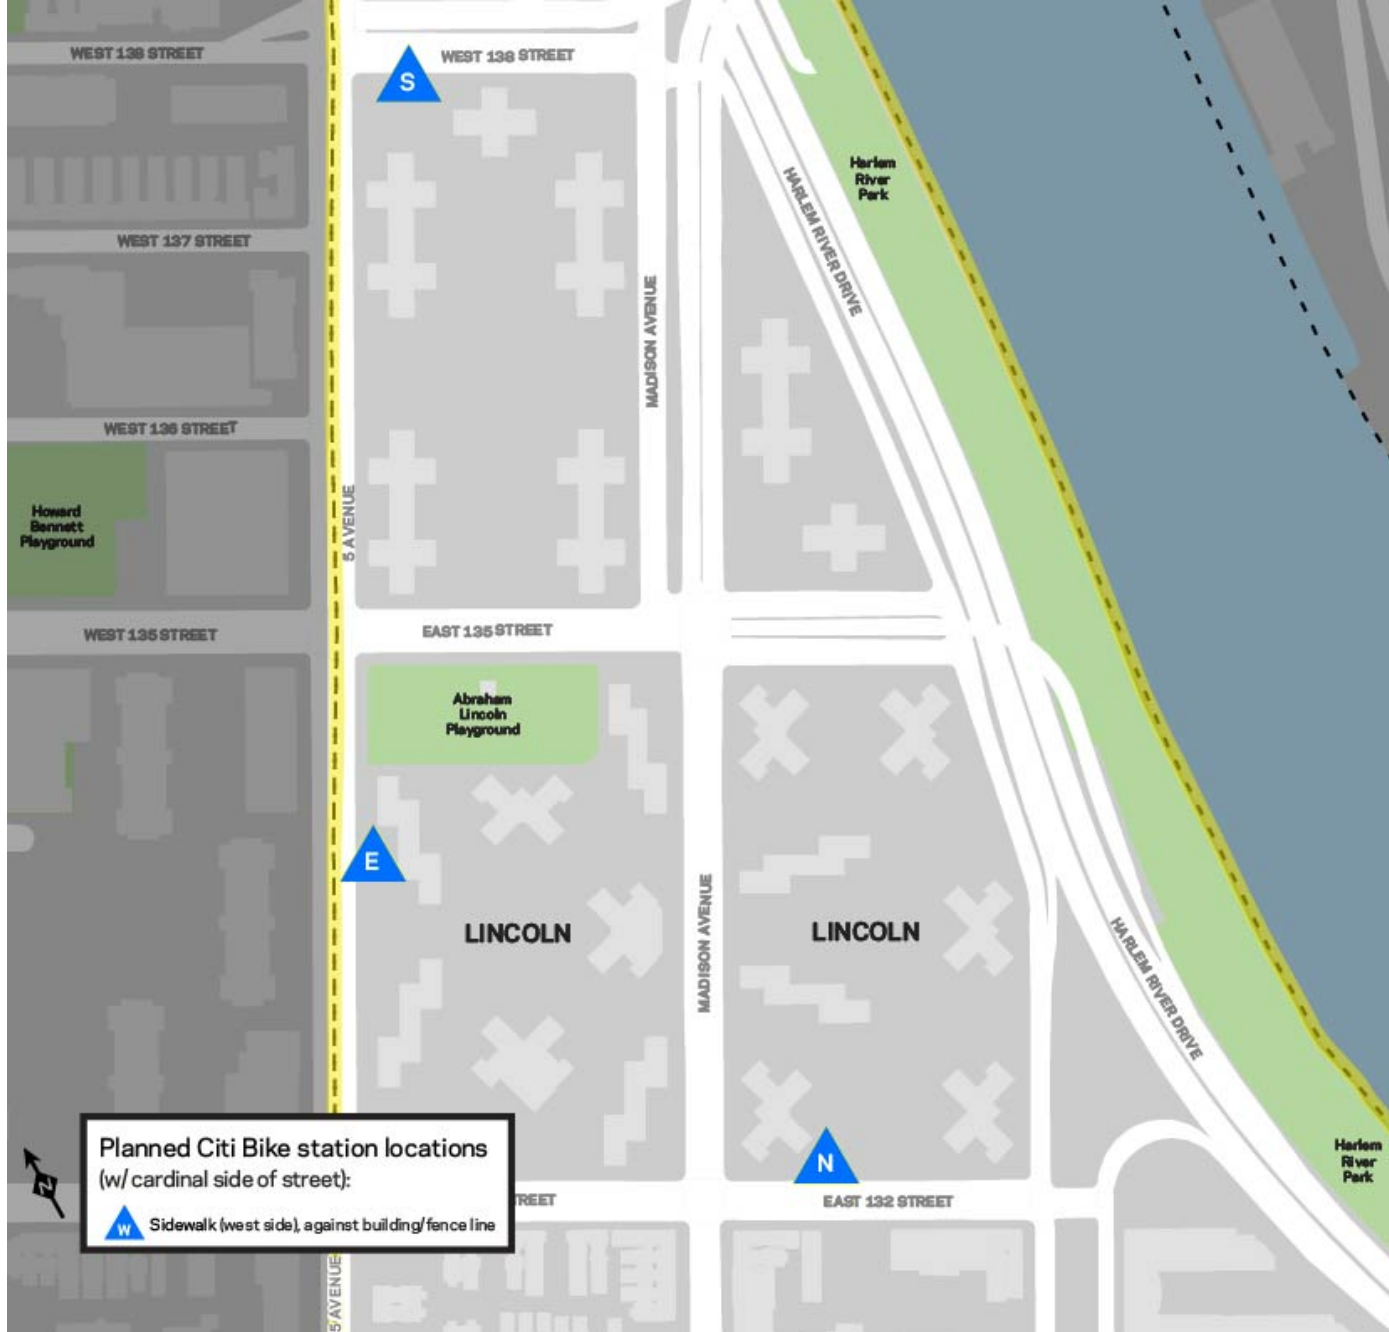 WEST 138 STREET
WEST 138 STREET
S
Harlem
River
Park
HARLEM RIVER DRIVE
WEST 137 STREET
MADISON AVENUE
WEST 136 STREET
5 AVENUE
Howard
Bennett
Playground
WEST 135 STREET
EAST 135 STREET
Abraham
Lincoln
Playground
E
LINCOLN
LINCOLN
MADISON AVENUE
HARLEM RIVER DRIVE
Planned Citi Bike station locations
(w/ cardinal side of street):
W
Sidewalk (west side), against building/fence line
N
N
Harlem
River
Park
TREET
EAST 132 STREET
5 AVENUE